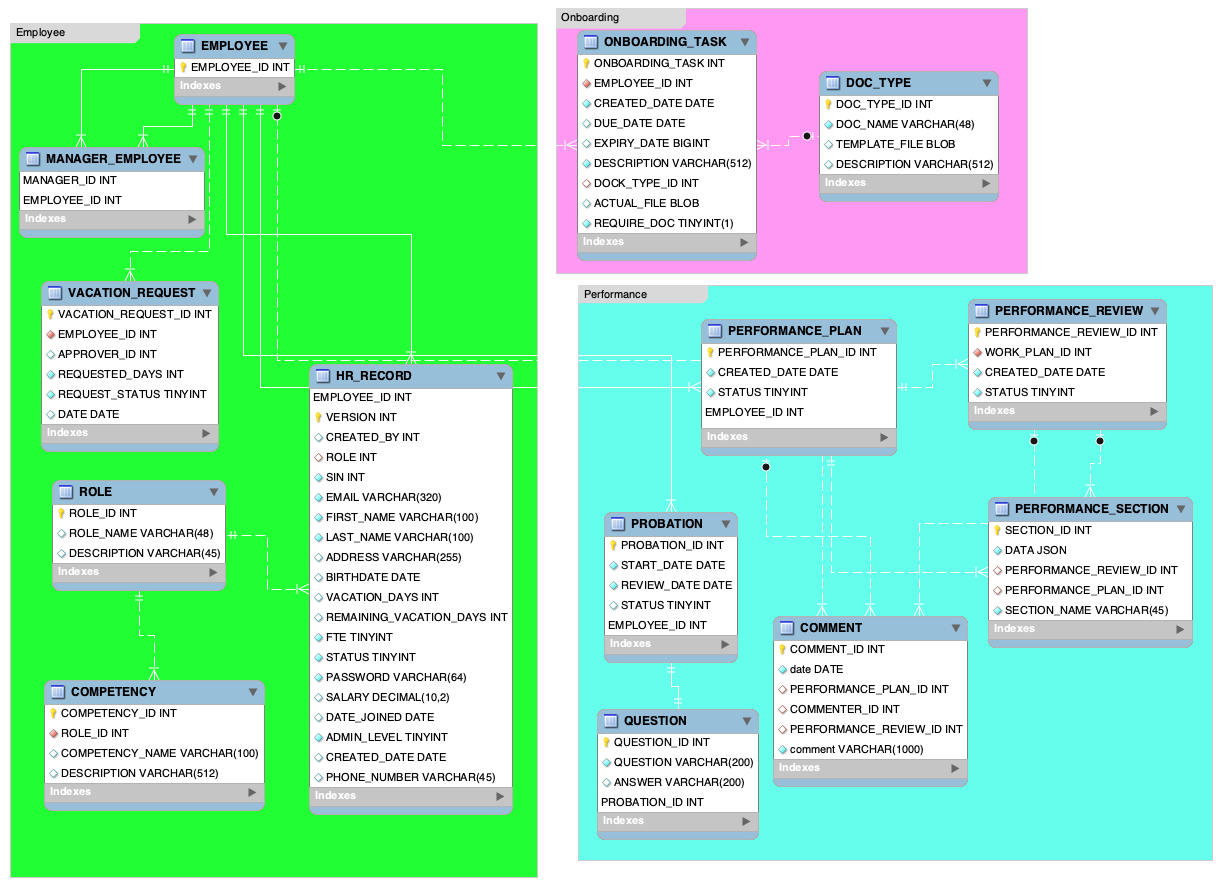 Employee
EMPLOYEE
EMPLOYEE_ID INT
Indexes
MANAGER_EMPLOYEE
MANAGER_ID INT
EMPLOYEE_ID INT
Indexes
VACATION_REQUEST
VACATION_REQUEST_ID INT
EMPLOYEE_ID INT
APPROVER_ID INT
REQUESTED_DAYS INT
REQUEST_STATUS TINYINT
DATE DATE
Indexes
ROLE
ROLE_ID INT
ROLE_NAME VARCHAR(48)
DESCRIPTION VARCHAR(45)
Indexes
COMPETENCY
COMPETENCY_ID INT
ROLE_ID INT
COMPETENCY_NAME VARCHAR(100)
DESCRIPTION VARCHAR(512)
Indexes
HR_RECORD
EMPLOYEE_ID INT
VERSION INT
CREATED_BY INT
ROLE INT
SIN INT
EMAIL VARCHAR(320)
FIRST_NAME VARCHAR(100)
LAST_NAME VARCHAR(100)
ADDRESS VARCHAR(255)
BIRTHDATE DATE
VACATION_DAYS INT
REMAINING_VACATION_DAYS INT
FTE TINYINT
STATUS TINYINT
PASSWORD VARCHAR(64)
SALARY DECIMAL(10,2)
DATE_JOINED DATE
ADMIN_LEVEL TINYINT
CREATED_DATE DATE
PHONE_NUMBER VARCHAR(45)
Indexes
Onboarding
ONBOARDING_TASK
ONBOARDING_TASK INT
EMPLOYEE_ID INT
CREATED_DATE DATE
DUE_DATE DATE
EXPIRY_DATE BIGINT
DESCRIPTION VARCHAR(512)
DOCK_TYPE_ID INT
ACTUAL_FILE BLOB
REQUIRE_DOC TINYINT(1)
Indexes
DOC_TYPE
DOC_TYPE_ID INT
DOC_NAME VARCHAR(48)
TEMPLATE_FILE BLOB
DESCRIPTION VARCHAR(512)
Indexes
Performance
PERFORMANCE_PLAN
PERFORMANCE_PLAN_ID INT
CREATED_DATE DATE
STATUS TINYINT
EMPLOYEE_ID INT
Indexes
PERFORMANCE_REVIEW
PERFORMANCE_REVIEW_ID INT
WORK_PLAN_ID INT
CREATED_DATE DATE
STATUS TINYINT
Indexes
PROBATION
PROBATION_ID INT
START_DATE DATE
REVIEW_DATE DATE
STATUS TINYINT
EMPLOYEE_ID INT
Indexes
PERFORMANCE_SECTION
SECTION_ID INT
DATA JSON
PERFORMANCE_REVIEW_ID INT
PERFORMANCE_PLAN_ID INT
SECTION_NAME VARCHAR(45)
Indexes
COMMENT
COMMENT_ID INT
date DATE
PERFORMANCE_PLAN_ID INT
COMMENTER_ID INT
PERFORMANCE_REVIEW_ID INT
comment VARCHAR(1000)
Indexes
QUESTION
QUESTION_ID INT
QUESTION VARCHAR(200)
ANSWER VARCHAR(200)
PROBATION_ID INT
Indexes